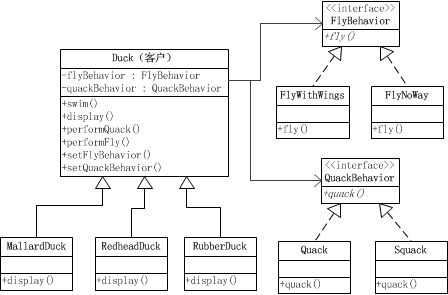 <<interface>>
FlyBehavior
+fly()
Duck (客户)
-flyBehavior : FlyBehavior
-quackBehavior : QuackBehavior
+swim()
+display()
+performQuack()
+performFly()
+setFlyBehavior()
+setQuackBehavior()
FlyWithWings
+fly()
FlyNoWay
+fly()
<<interface>>
QuackBehavior
+quack()
MallardDuck
+display()
RedheadDuck
+display()
RubberDuck
+display()
Quack
+quack()
Squack
+quack()